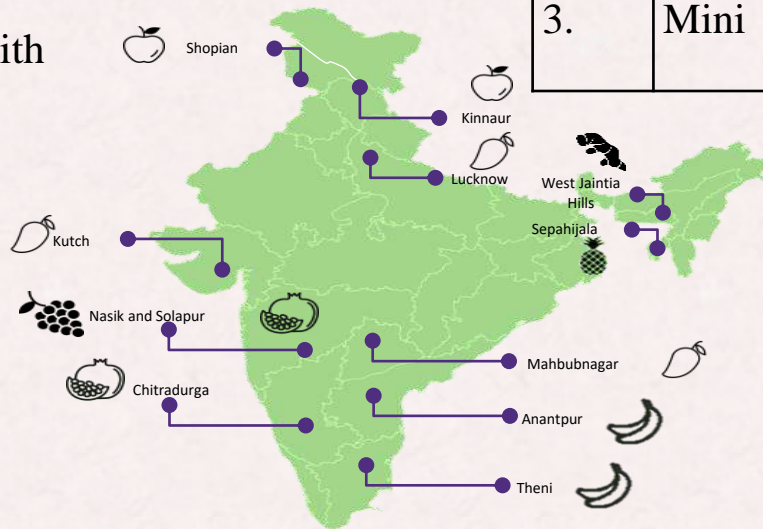 ith
3. Mini
Shopian
Kinnaur
Lucknow
West Jaintia
Hills
Sepahijala
Kutch
Nasik and Solapur
Mahbubnagar
Chitradurga
Anantpur
Theni